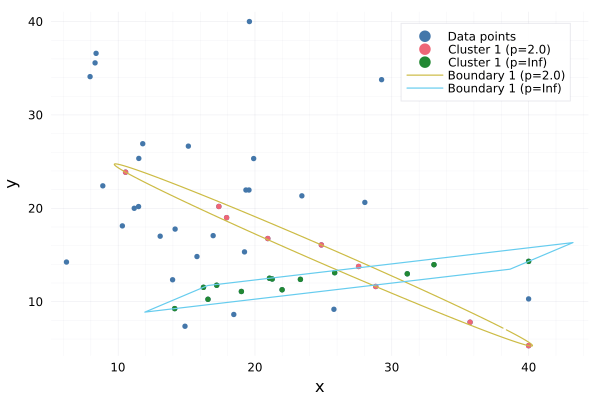 40
30
20
10
10
20
30
40
x
y
Data points
Cluster 1 (p=2.0)
Cluster 1 (p=Inf)
Boundary 1 (p=2.0)
Boundary 1 (p=Inf)